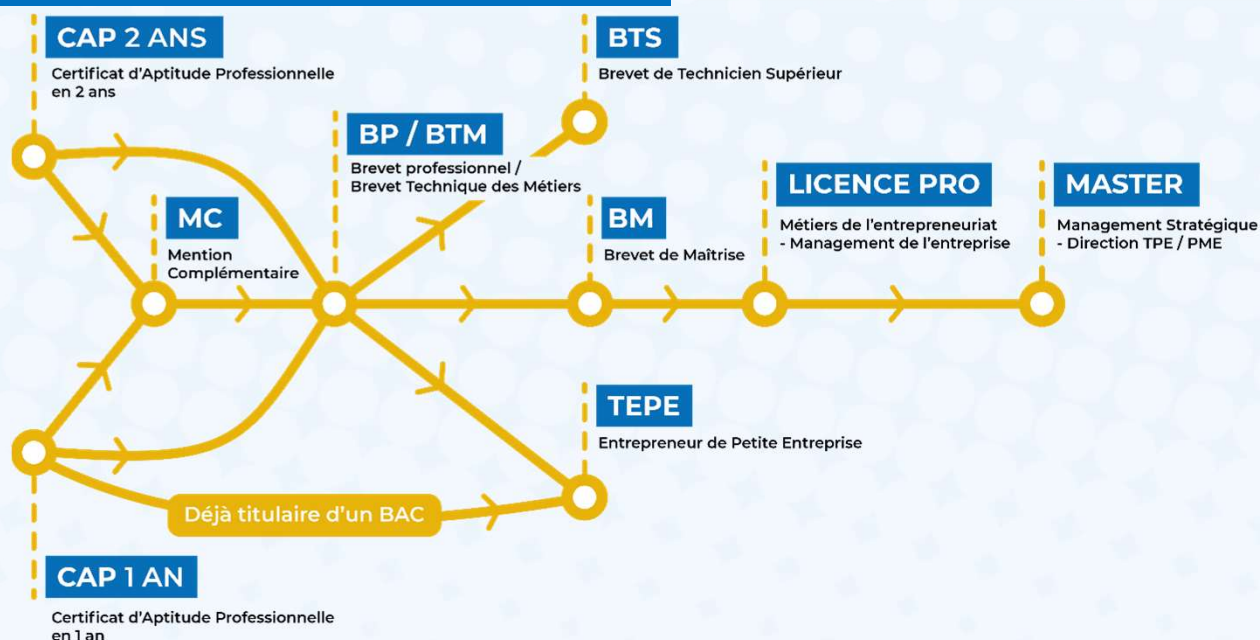 CAP 2 ANS
Certificat d'Aptitude Professionnelle
en 2 ans
BTS
Brevet de Technicien Supérieur
BP / BTM
Brevet professionnel /
Brevet Technique des Métiers
MC
Mention
Complémentaire
BM
Brevet de Maîtrise
LICENCE PRO
Métiers de l'entrepreneuriat
- Management de l'entreprise
MASTER
Management Stratégique
- Direction TPE / PME
TEPE
Entrepreneur de Petite Entreprise
Déjà titulaire d'un BAC
CAP 1 AN
Certificat d'Aptitude Professionnelle
en 1 an